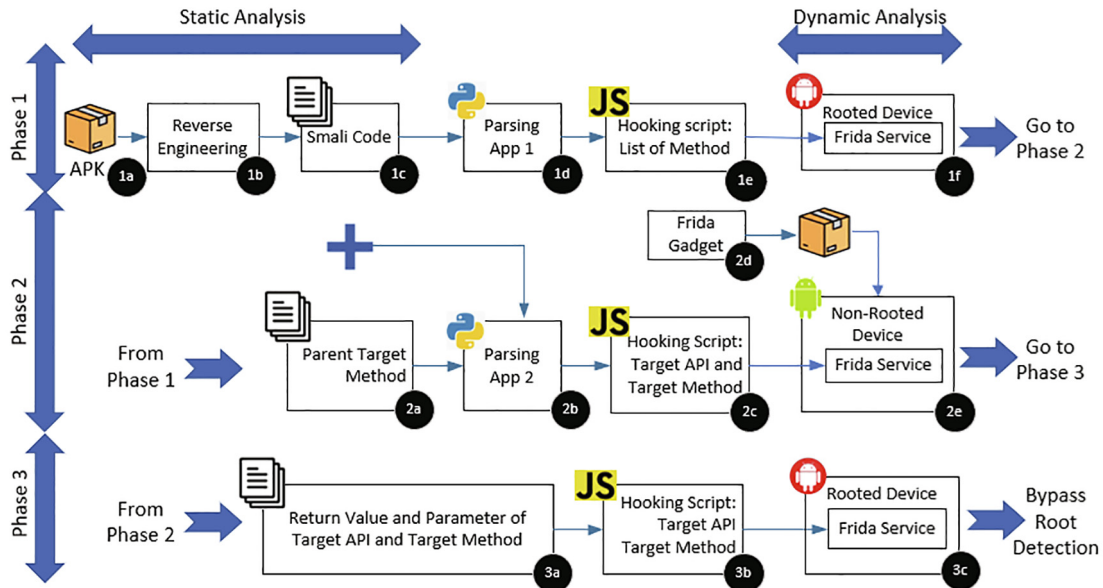 Static Analysis
Dynamic Analysis
Phase 1
APK
1a
Reverse
Engineering
1b
Smali Code
1c
Parsing
App 1
1d
JS
Hooking script:
List of Method
1e
Rooted Device
Frida Service
1f
Go to
Phase 2
Phase 2
Frida
Gadget
2d
From
Phase 1
Parent Target
Method
2a
Parsing
App 2
2b
JS
Hooking Script:
Target API and
Target Method
2c
Non-Rooted
Device
Frida Service
2e
Go to
Phase 3
Phase 3
From
Phase 2
Return Value and Parameter of
Target API and Target Method
3a
JS
Hooking Script:
Target API
Target Method
3b
Rooted Device
Frida Service
3c
Bypass
Root
Detection